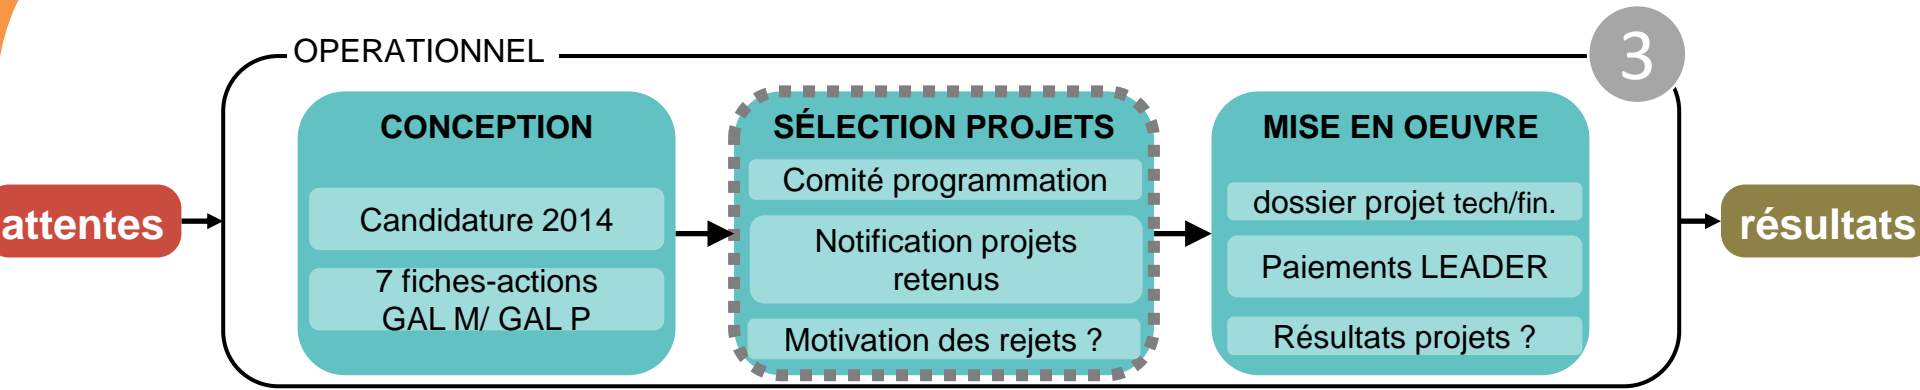 OPERATIONNEL
3
attentes
CONCEPTION
Candidature 2014
7 fiches-actions
GAL M/ GAL P
SÉLECTION PROJETS
Comité programmation
Notification projets
retenus
Motivation des rejets ?
MISE EN OEUVRE
dossier projet tech/fin.
Paiements LEADER
Résultats projets ?
résultats